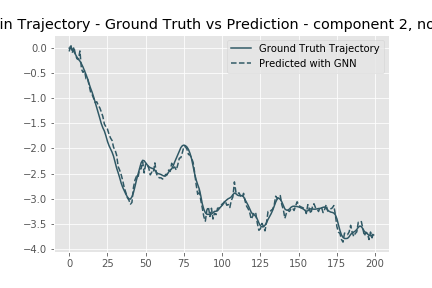 in Trajectory - Ground Truth vs Prediction - component 2, no
Ground Truth Trajectory
Predicted with GNN
0.0
−0.5
−1.0
−1.5
−2.0
−2.5
−3.0
−3.5
−4.0
0 25 50 75 100 125 150 175 200